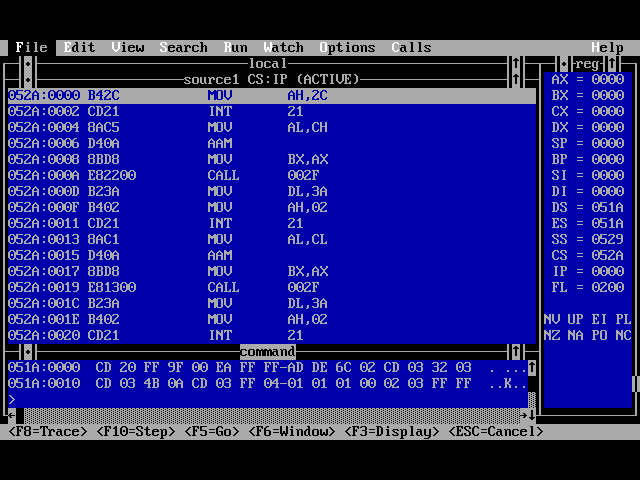 File Edit View Search Run Watch Options Calls Help
local reg
source1 CS:IP (ACTIVE) AX = 0000
052A:0000 B42C MOV AH,2C BX = 0000
052A:0002 CD21 INT 21 CX = 0000
052A:0004 8AC5 MOV AL,CH DX = 0000
052A:0006 D40A AAM SP = 0000
052A:0008 8BD8 MOV BX,AX BP = 0000
052A:000A E82200 CALL 002F SI = 0000
052A:000D B23A MOV DL,3A DI = 0000
052A:000F B402 MOV AH,02 DS = 051A
052A:0011 CD21 INT 21 ES = 051A
052A:0013 8AC1 MOV AL,CL SS = 0529
052A:0015 D40A AAM CS = 052A
052A:0017 8BD8 MOV BX,AX IP = 0000
052A:0019 E81300 CALL 002F FL = 0200
052A:001C B23A MOV DL,3A
052A:001E B402 MOV AH,02 NV UP EI PL
052A:0020 CD21 INT 21 NZ NA PO NC
command
051A:0000 CD 20 FF 9F 00 EA FF FF-AD DE 6C 02 CD 03 32 03 . ...
051A:0010 CD 03 4B 0A CD 03 FF 04-01 01 01 00 02 03 FF FF ..K..
>
<F8=Trace> <F10=Step> <F5=Go> <F6=Window> <F3=Display> <ESC=Cancel>